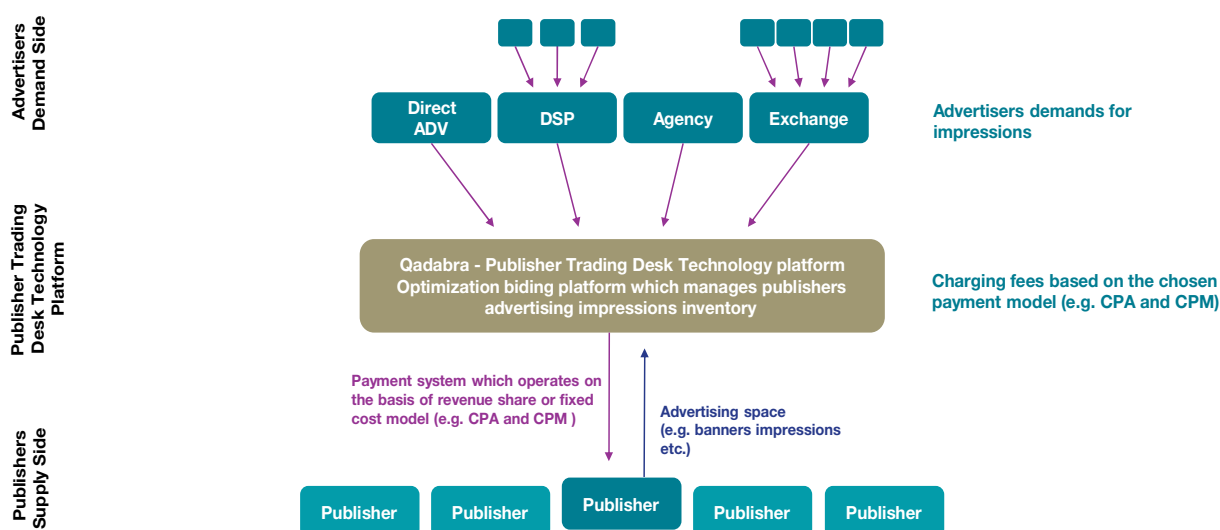 Advertisers
Demand Side
Direct
ADV
DSP
Agency
Exchange
Advertisers demands for
impressions
Publisher Trading
Desk Technology
Platform
Qadabra - Publisher Trading Desk Technology platform
Optimization biding platform which manages publishers
advertising impressions inventory
Charging fees based on the chosen
payment model (e.g. CPA and CPM)
Payment system which operates on
the basis of revenue share or fixed
cost model (e.g. CPA and CPM )
Advertising space
(e.g. banners impressions
etc.)
Publishers
Supply Side
Publisher
Publisher
Publisher
Publisher
Publisher